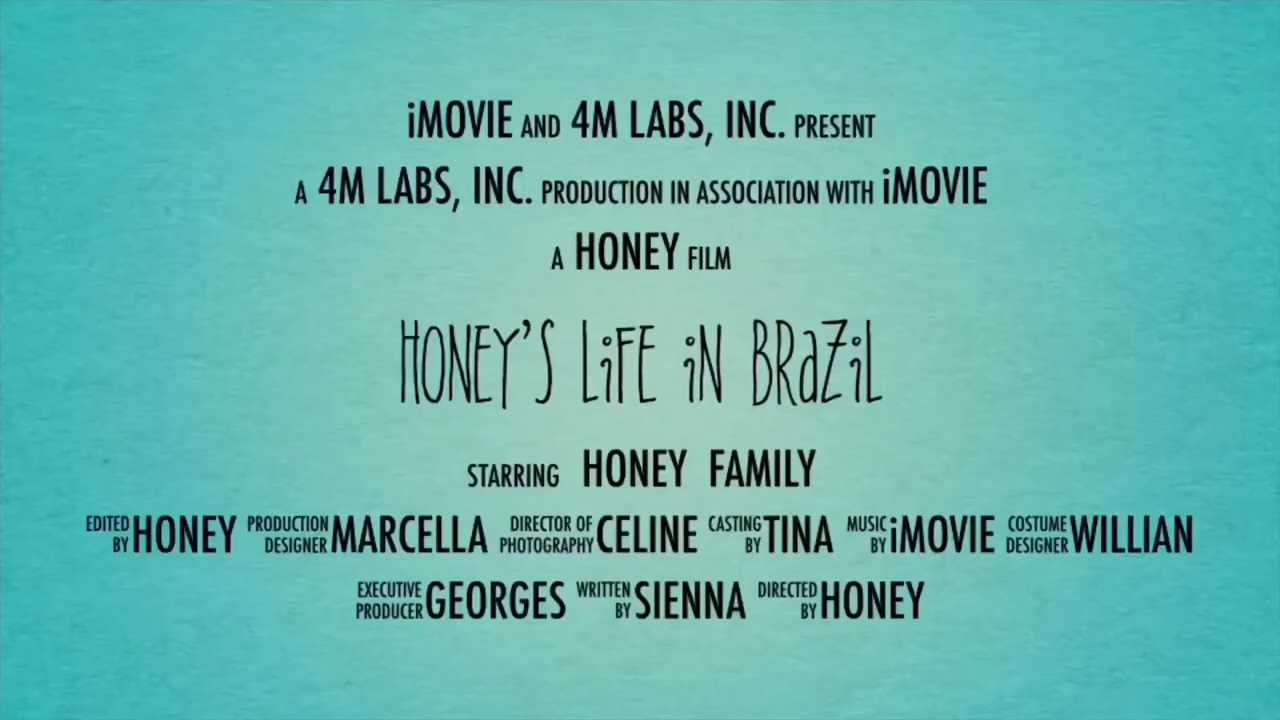 iMOVIE AND 4M LABS, INC. PRESENT
A 4M LABS, INC. PRODUCTION IN ASSOCIATION WITH iMOVIE
A HONEY FILM
HONEY'S LiFE iN BRaZiL
STARRING HONEY FAMILY
EDITED BY HONEY PRODUCTION DESIGNER MARCELLA DIRECTOR OF PHOTOGRAPHY CELINE CASTING BY TINA MUSIC BY iMOVIE COSTUME DESIGNER WILLIAN
EXECUTIVE PRODUCER GEORGES WRITTEN BY SIENNA DIRECTED BY HONEY